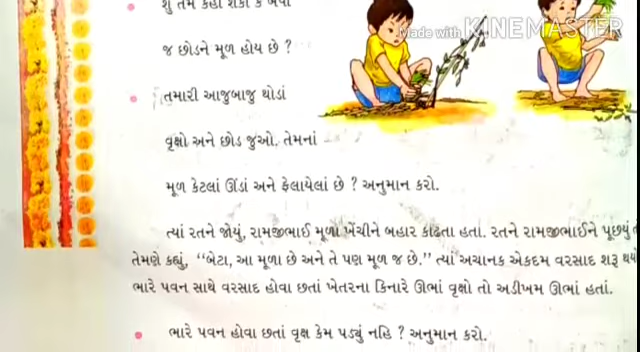 શું તમે કહી શકો કે બધા
જ છોડને મૂળ હોય છે ?
Made with KINEMASTER
તમારી આજુબાજુ થોડાં
વૃક્ષો અને છોડ જુઓ. તેમનાં
મૂળ કેટલાં ઊંડાં અને ફેલાયેલાં છે ? અનુમાન કરો.
ત્યાં રતને જોયું, રામજીભાઈ મૂળા ખેંચીને બહાર કાઢતા હતા. રતને રામજીભાઈને પૂછ્યું
તેમણે કહ્યું, “બેટા, આ મૂળા છે અને તે પણ મૂળ જ છે.” ત્યાં અચાનક એકદમ વરસાદ શરૂ થયો
ભારે પવન સાથે વરસાદ હોવા છતાં ખેતરના કિનારે ઊભાં વૃક્ષો તો અડીખમ ઊભાં હતાં.
ભારે પવન હોવા છતાં વૃક્ષ કેમ પડ્યું નહિ ? અનુમાન કરો.